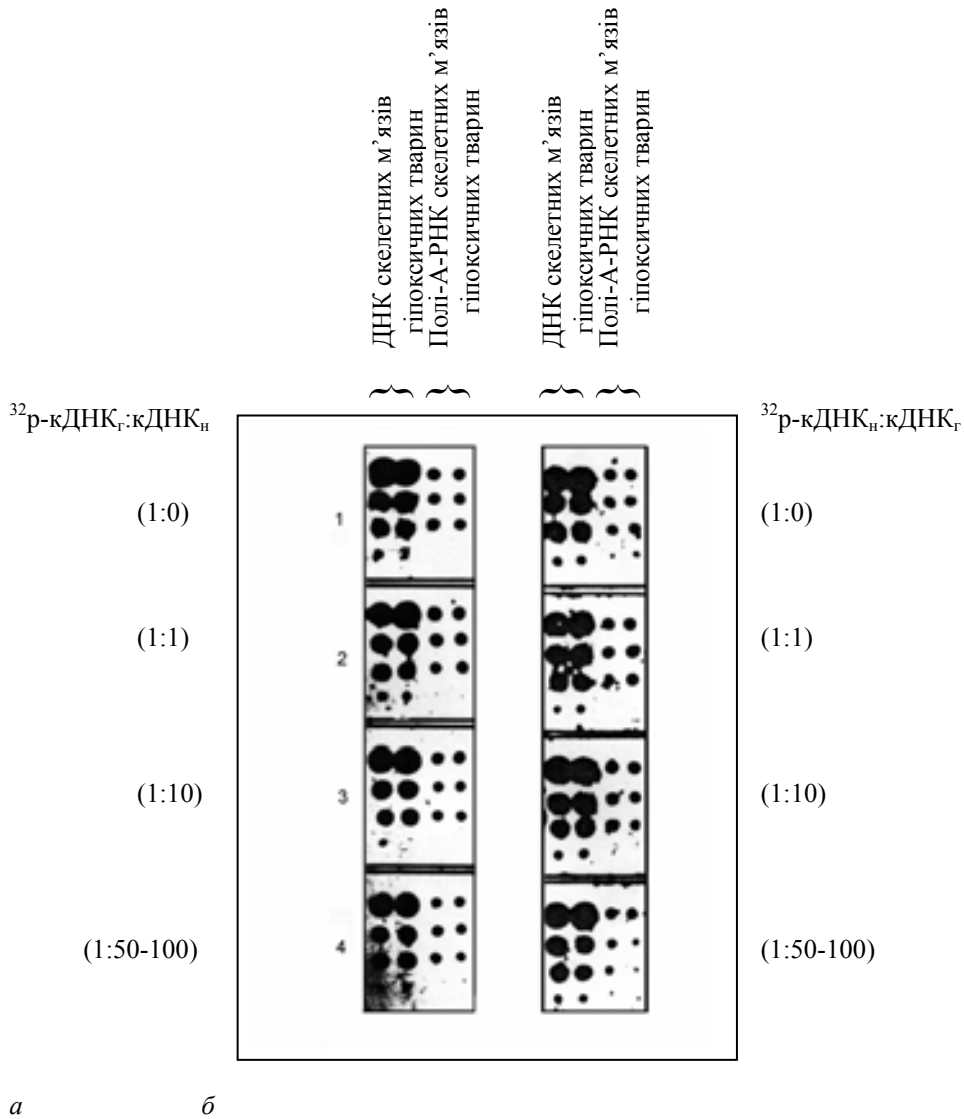 ДНК скелетних м’язів
гіпоксичних тварин
Полі-А-РНК скелетних м’язів
гіпоксичних тварин
ДНК скелетних м’язів
гіпоксичних тварин
Полі-А-РНК скелетних м’язів
гіпоксичних тварин
³²р-кДНКг:кДНКн
³²р-кДНКн:кДНКг
(1:0)
1
(1:0)
(1:1)
2
(1:1)
(1:10)
3
(1:10)
(1:50-100)
4
(1:50-100)
а б